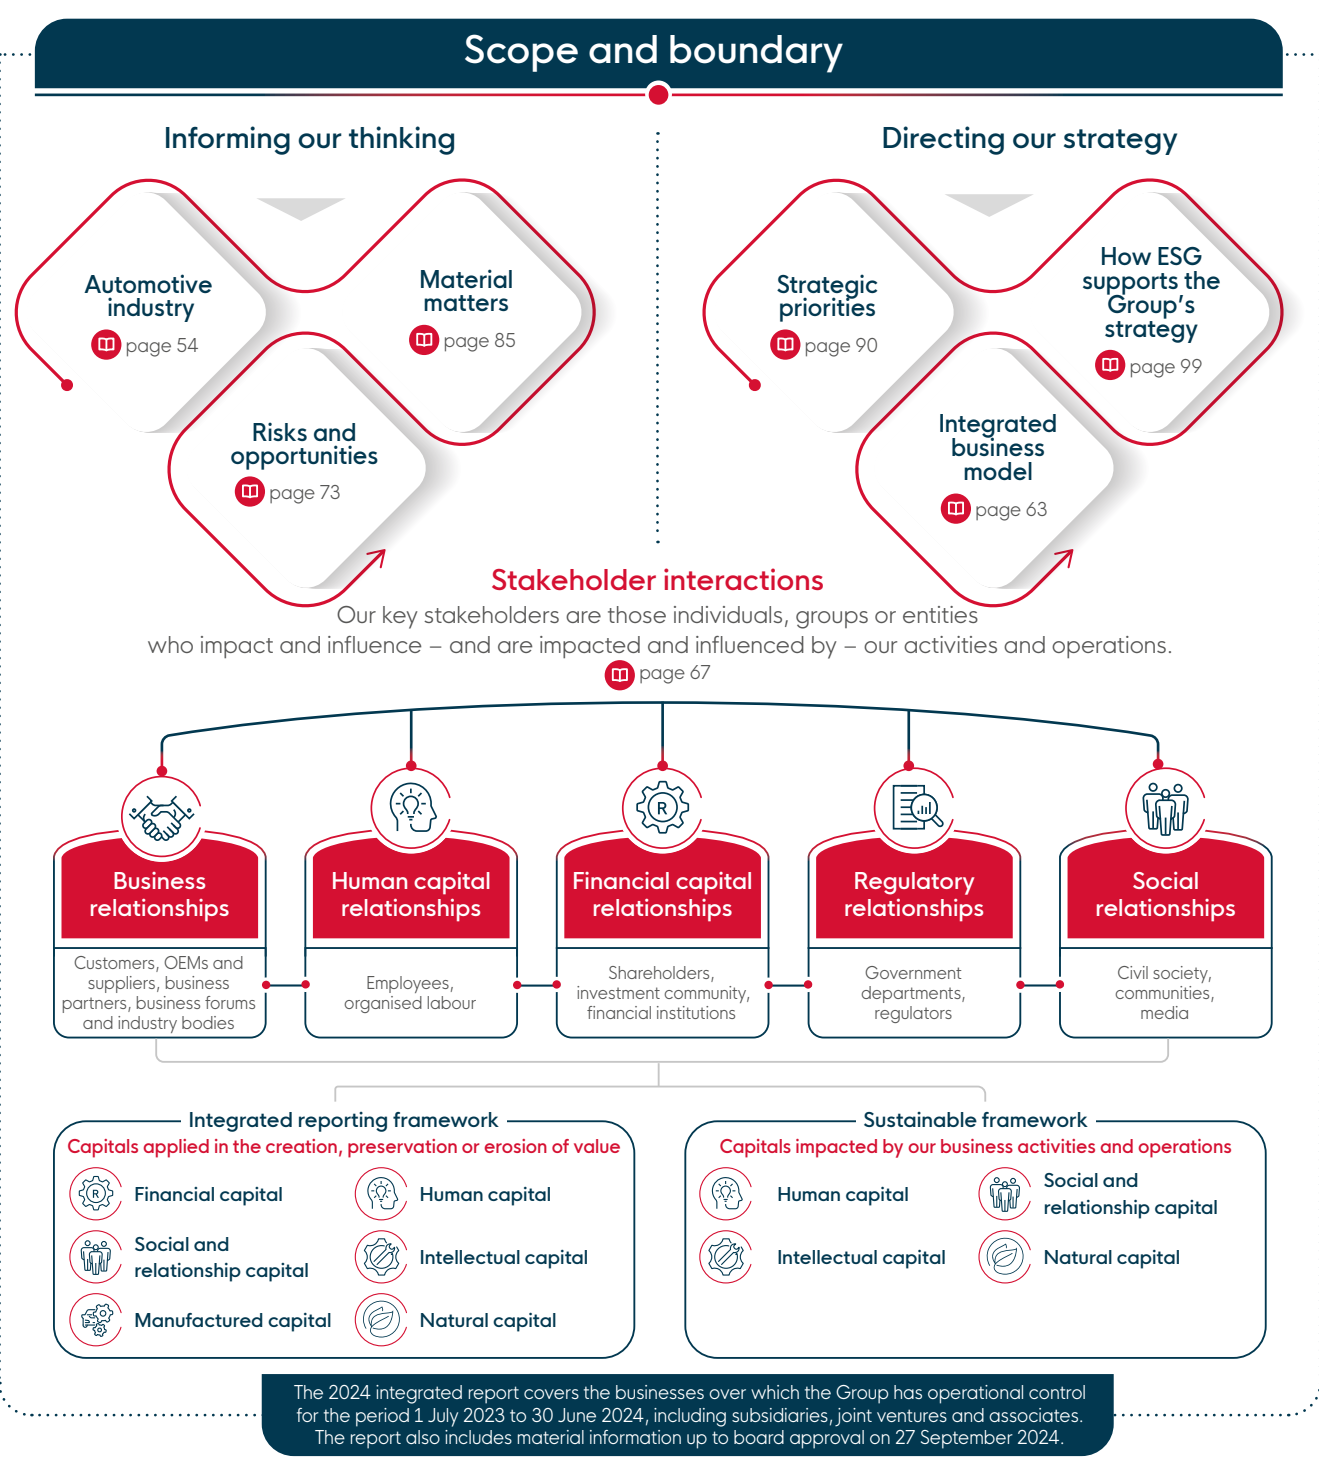 Scope and boundary
Informing our thinking
Automotive
industry
page 54
Material
matters
page 85
Risks and
opportunities
page 73
Directing our strategy
Strategic
priorities
page 90
How ESG
supports the
Group's
strategy
page 99
Integrated
business
model
page 63
Stakeholder interactions
Our key stakeholders are those individuals, groups or entities
who impact and influence – and are impacted and influenced by – our activities and operations.
page 67
Business
relationships
Customers, OEMs and
suppliers, business
partners, business forums
and industry bodies
Human capital
relationships
Employees,
organised labour
R
Financial capital
relationships
Shareholders,
investment community,
financial institutions
Regulatory
relationships
Government
departments,
regulators
Social
relationships
Civil society,
communities,
media
Integrated reporting framework
Capitals applied in the creation, preservation or erosion of value
R
Financial capital
Human capital
Social and
relationship capital
Intellectual capital
Manufactured capital
Natural capital
Sustainable framework
Capitals impacted by our business activities and operations
Human capital
Social and
relationship capital
Intellectual capital
Natural capital
The 2024 integrated report covers the businesses over which the Group has operational control
for the period 1 July 2023 to 30 June 2024, including subsidiaries, joint ventures and associates.
The report also includes material information up to board approval on 27 September 2024.